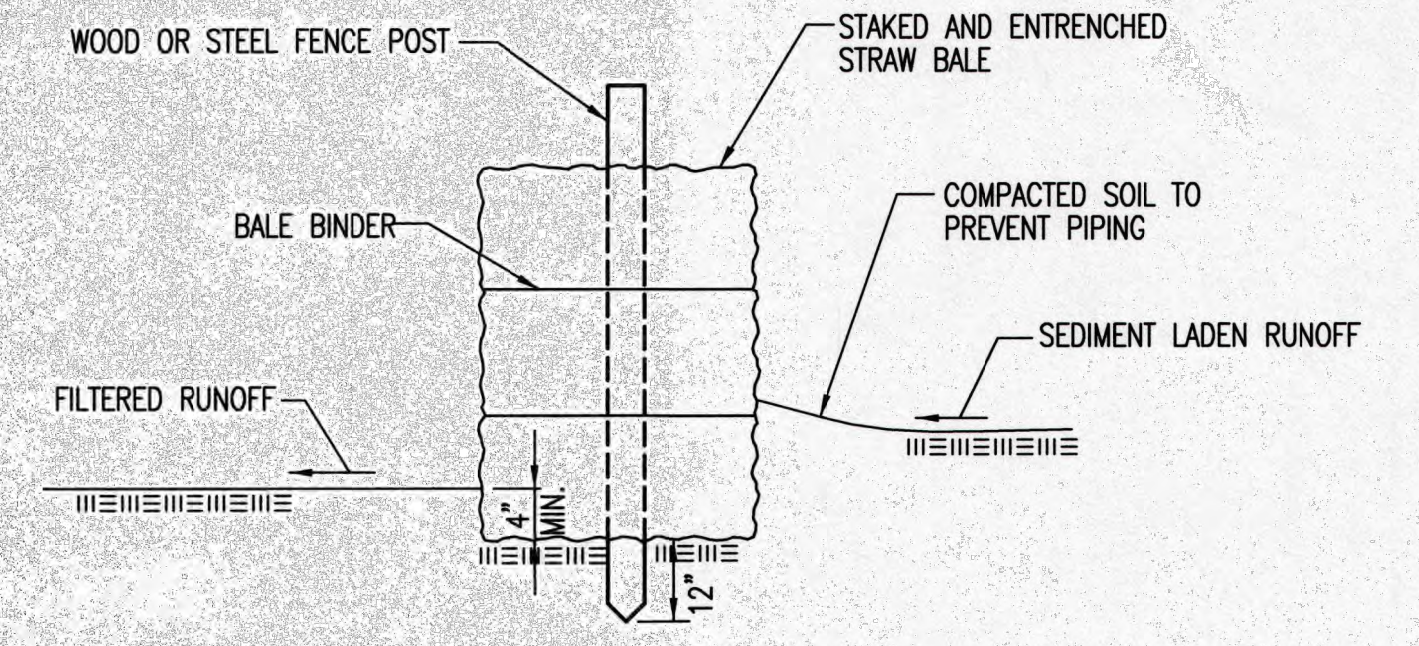 WOOD OR STEEL FENCE POST
STAKED AND ENTRENCHED
STRAW BALE
BALE BINDER
COMPACTED SOIL TO
PREVENT PIPING
SEDIMENT LADEN RUNOFF
FILTERED RUNOFF
4"
MIN.
12"